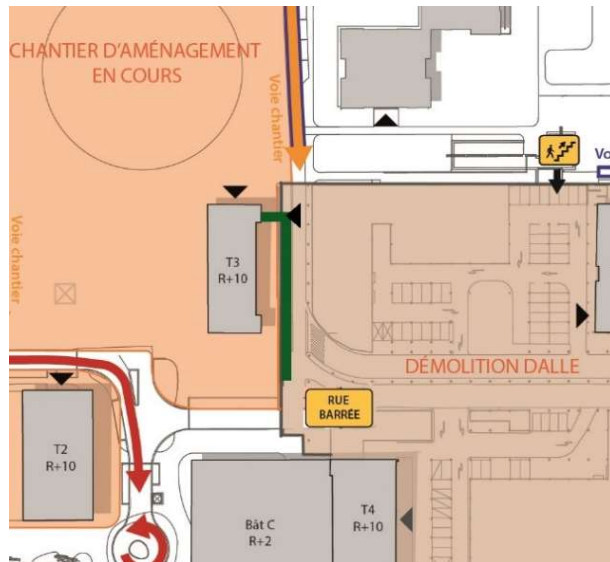 CHANTIER D'AMÉNAGEMENT
EN COURS
Voie chantier
Vo
Voie chantier
T3
R+10
DÉMOLITION DALLE
RUE
BARRÉE
T2
R+10
Bât C
R+2
T4
R+10